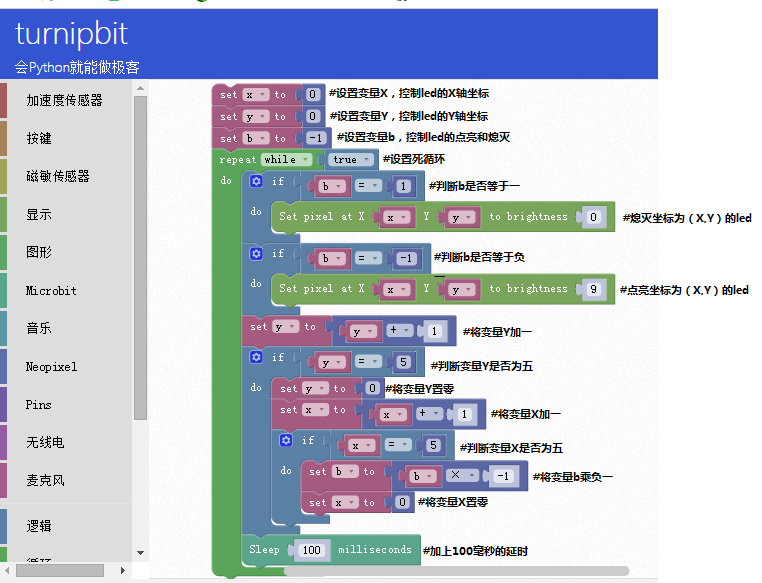 turnipbit
会Python就能做极客
加速度传感器
按键
磁敏传感器
显示
图形
Microbit
音乐
Neopixel
Pins
无线电
麦克风
逻辑
循环
set x to 0 #设置变量X，控制led的X轴坐标
set y to 0 #设置变量Y，控制led的Y轴坐标
set b to -1 #设置变量b，控制led的点亮和熄灭
repeat while true #设置死循环
do if b = 1 #判断b是否等于一
do Set pixel at X x Y y to brightness 0 #熄灭坐标为（X,Y）的led
if b = -1 #判断b是否等于负一
do Set pixel at X x Y y to brightness 9 #点亮坐标为（X,Y）的led
set y to y + 1 #将变量Y加一
if y = 5 #判断变量Y是否为五
do set y to 0 #将变量Y置零
set x to x + 1 #将变量X加一
if x = 5 #判断变量X是否为五
do set b to b × -1 #将变量b乘负一
set x to 0 #将变量X置零
Sleep 100 milliseconds #加上100毫秒的延时